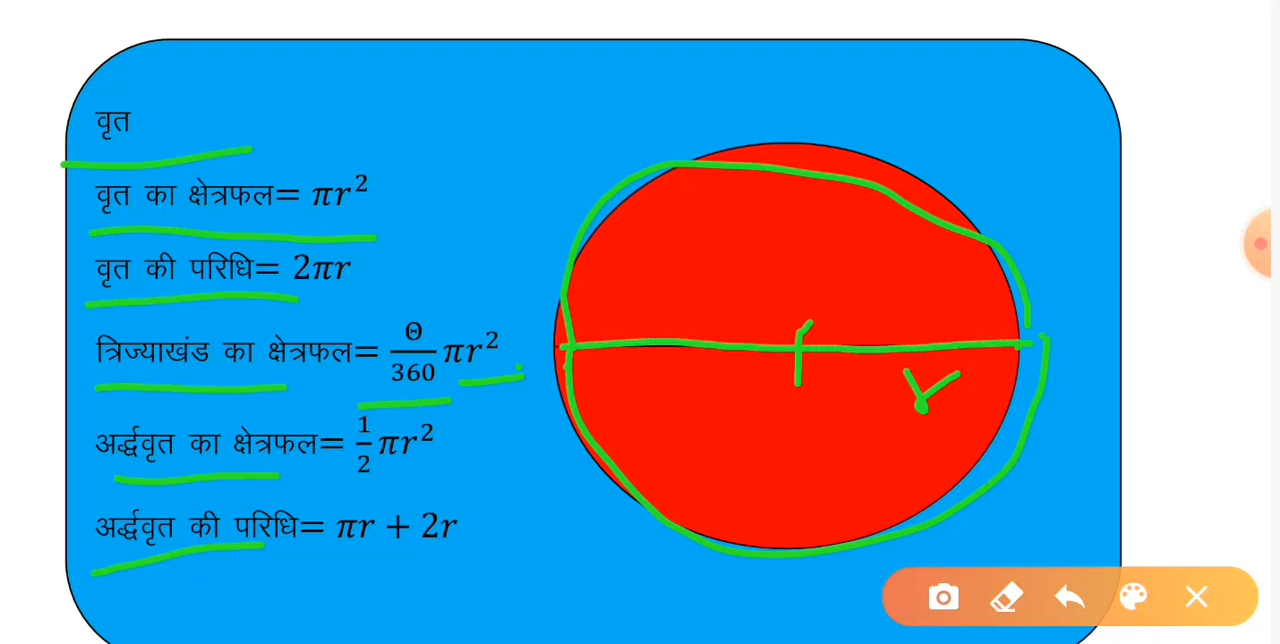 वृत
वृत का क्षेत्रफल= πr²
वृत की परिधि= 2πr
त्रिज्याखंड का क्षेत्रफल= Θ/360 πr²
अर्द्धवृत का क्षेत्रफल= 1/2 πr²
अर्द्धवृत की परिधि= πr + 2r
r